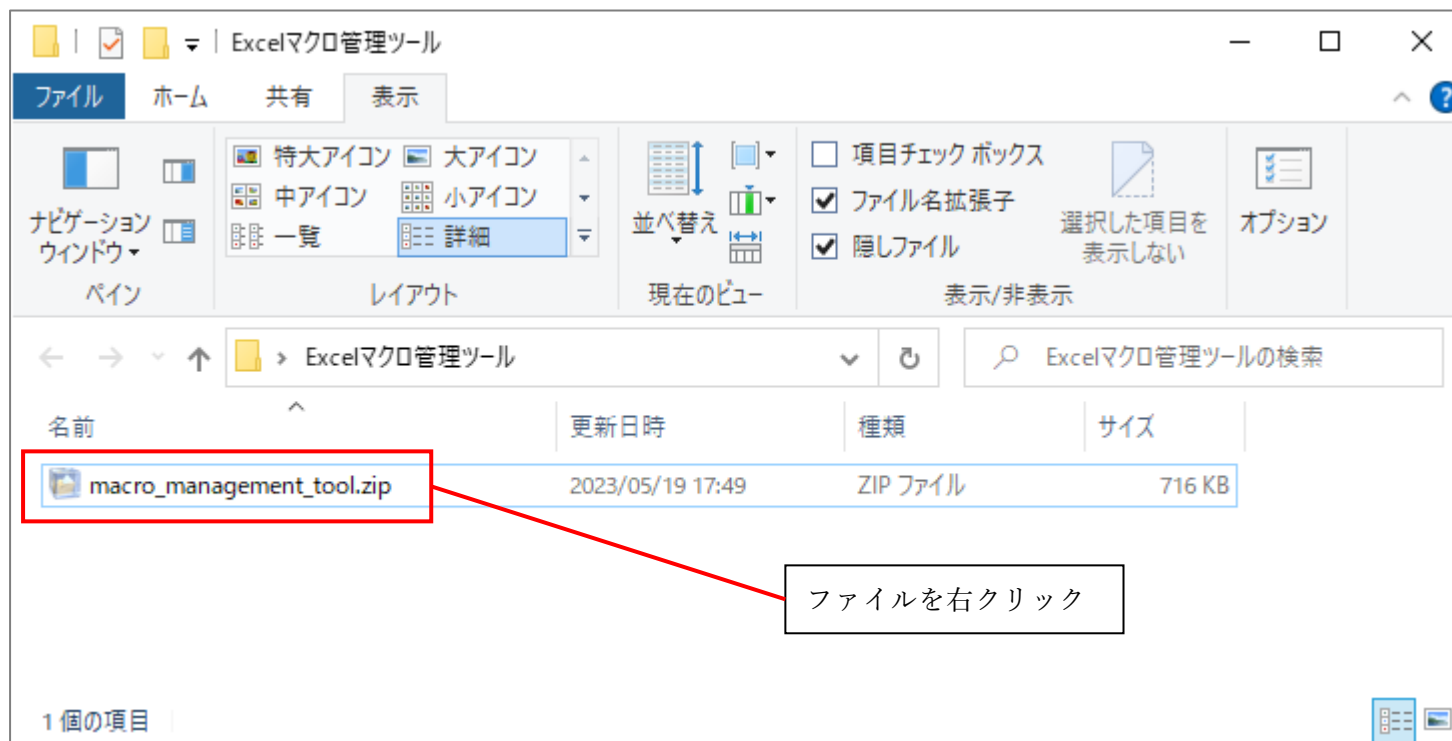 Excelマクロ管理ツール
ファイル ホーム 共有 表示
特大アイコン 大アイコン
中アイコン 小アイコン
一覧 詳細
ナビゲーション
ウィンドウ
並べ替え
項目チェック ボックス
ファイル名拡張子
隠しファイル
選択した項目を
表示しない
オプション
ペイン レイアウト 現在のビュー 表示/非表示
Excelマクロ管理ツール Excelマクロ管理ツールの検索
名前 更新日時 種類 サイズ
macro_management_tool.zip 2023/05/19 17:49 ZIP ファイル 716 KB
ファイルを右クリック
1 個の項目